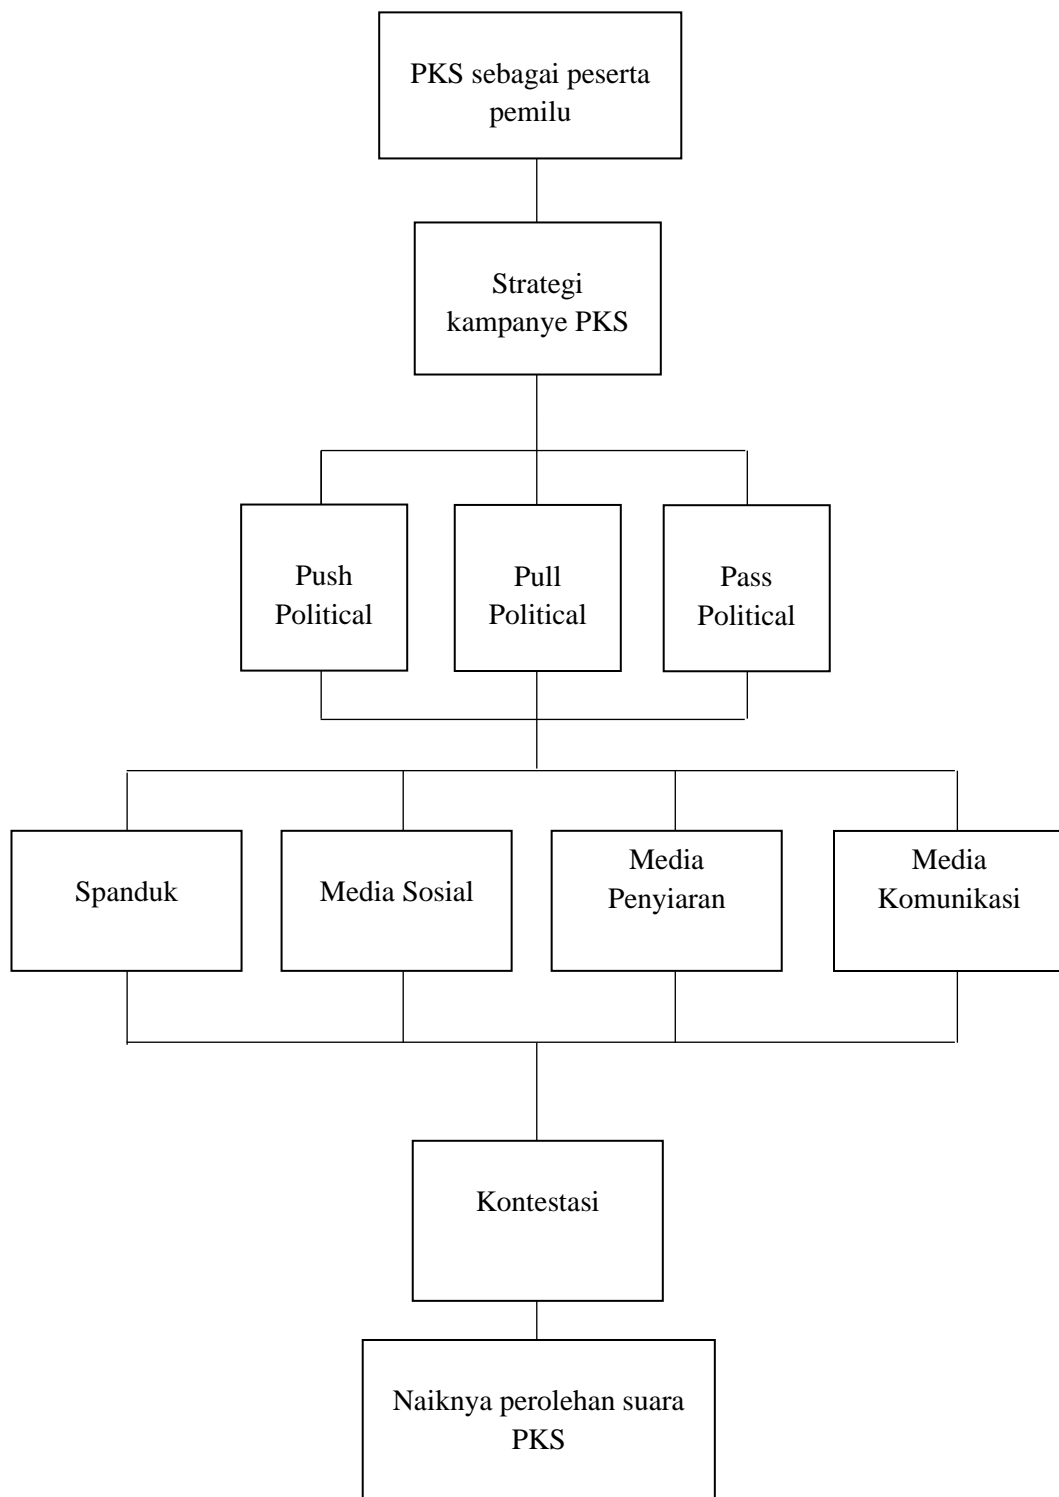 PKS sebagai peserta
pemilu
Strategi
kampanye PKS
Push
Political
Pull
Political
Pass
Political
Spanduk
Media Sosial
Media
Penyiaran
Media
Komunikasi
Kontestasi
Naiknya perolehan suara
PKS